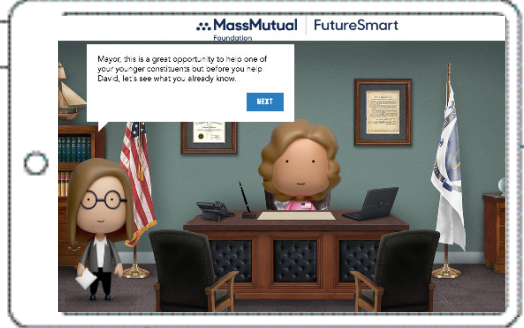 MassMutual FutureSmart
Foundation
Mayor, this is a great opportunity to help one of
your younger constituents but before you help
David, let's see what you already know.
NEXT